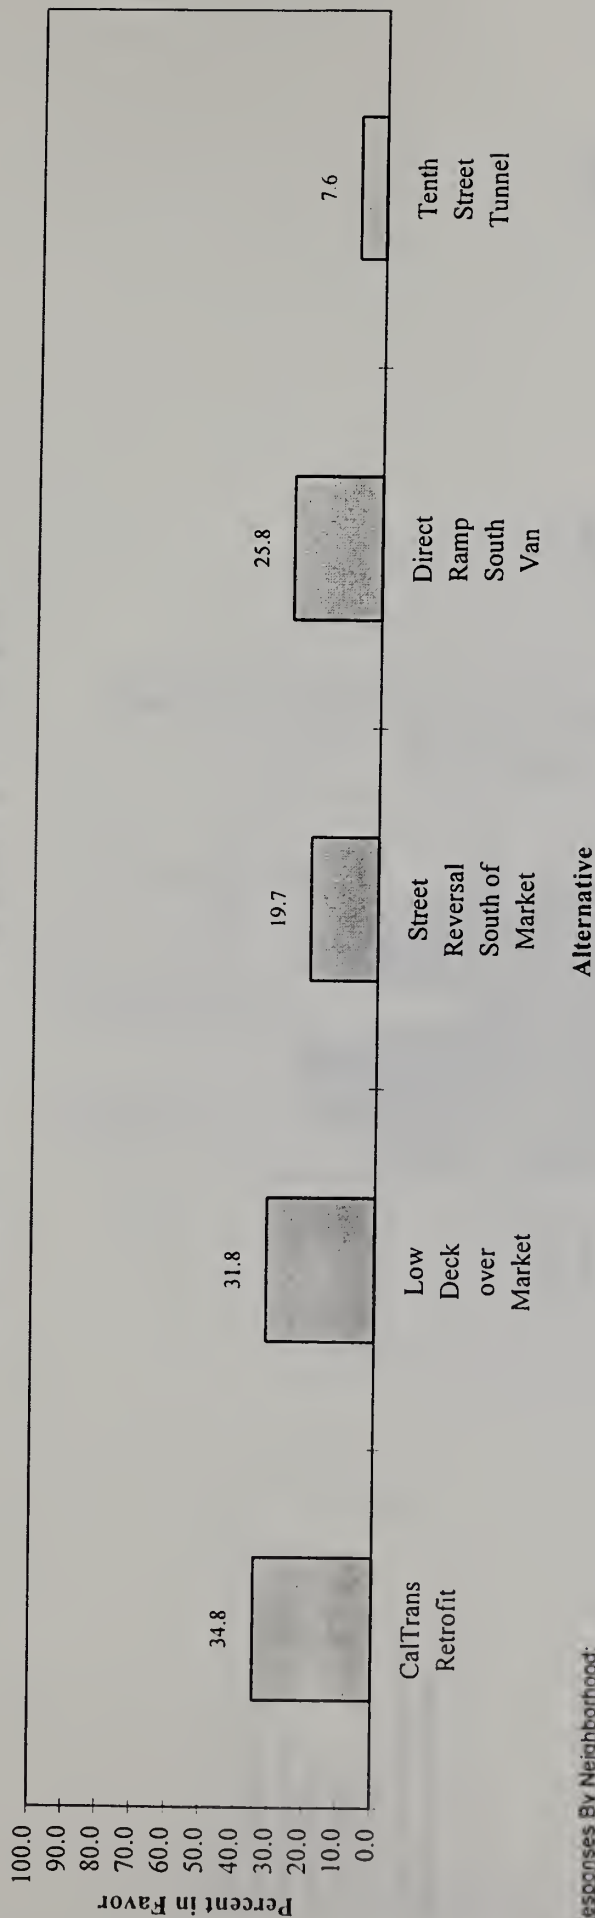 100.0
90.0
80.0
70.0
60.0
50.0
40.0
30.0
20.0
10.0
0.0
Percent in Favor
34.8
31.8
19.7
25.8
7.6
CalTrans
Retrofit
Low
Deck
over
Market
Street
Reversal
South of
Market
Direct
Ramp
South
Van
Tenth
Street
Tunnel
Alternative
esponses By Neighborhood: